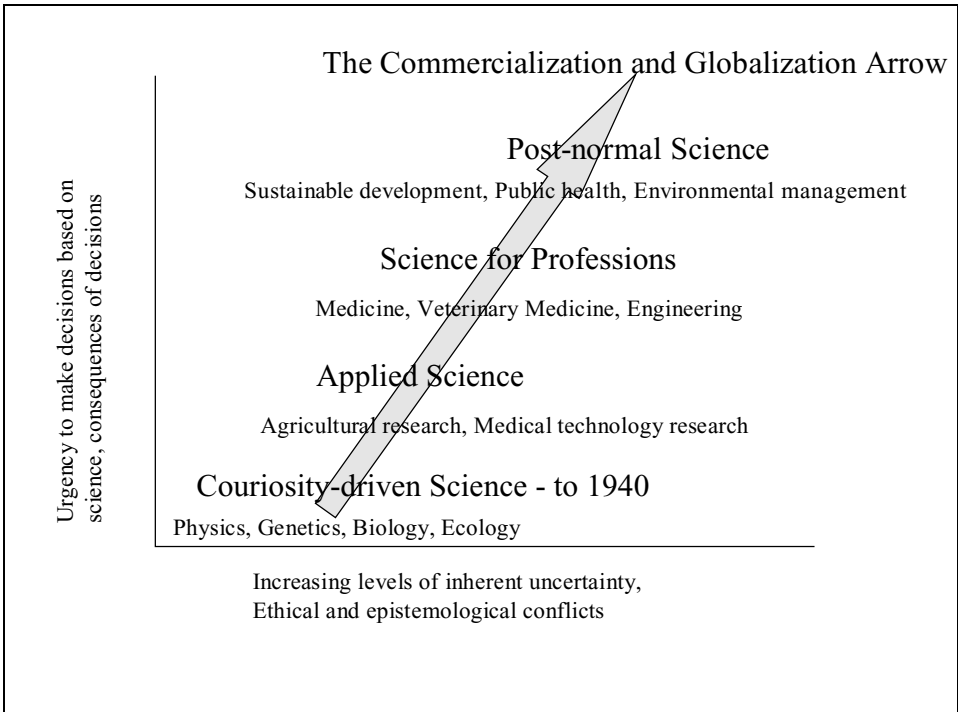 The Commercialization and Globalization Arrow
Post-normal Science
Sustainable development, Public health, Environmental management
Science for Professions
Medicine, Veterinary Medicine, Engineering
Applied Science
Agricultural research, Medical technology research
Couriosity-driven Science - to 1940
Physics, Genetics, Biology, Ecology
Urgency to make decisions based on
science, consequences of decisions
Increasing levels of inherent uncertainty,
Ethical and epistemological conflicts